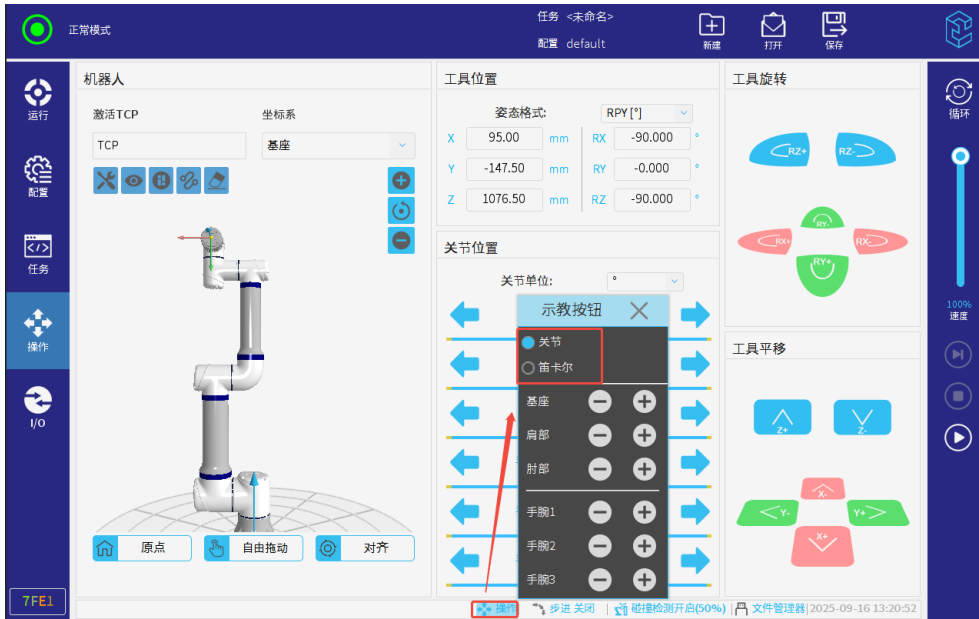 正常模式
任务 <未命名>
配置 default
新建
打开
保存
运行
配置
任务
操作
I/O
7FE1
机器人
激活TCP
坐标系
TCP
基座
原点
自由拖动
对齐
工具位置
姿态格式:
RPY [°]
X 95.00 mm RX -90.000 °
Y -147.50 mm RY -0.000 °
Z 1076.50 mm RZ -90.000 °
关节位置
关节单位:
°
示教按钮
关节
笛卡尔
基座
肩部
肘部
手腕1
手腕2
手腕3
工具旋转
RZ+
RZ-
RY-
RX+
RX-
RY+
工具平移
Z+
Z-
X-
Y-
Y+
X+
循环
100%
速度
操作
步进 关闭
碰撞检测开启(50%)
文件管理器
2025-09-16 13:20:52